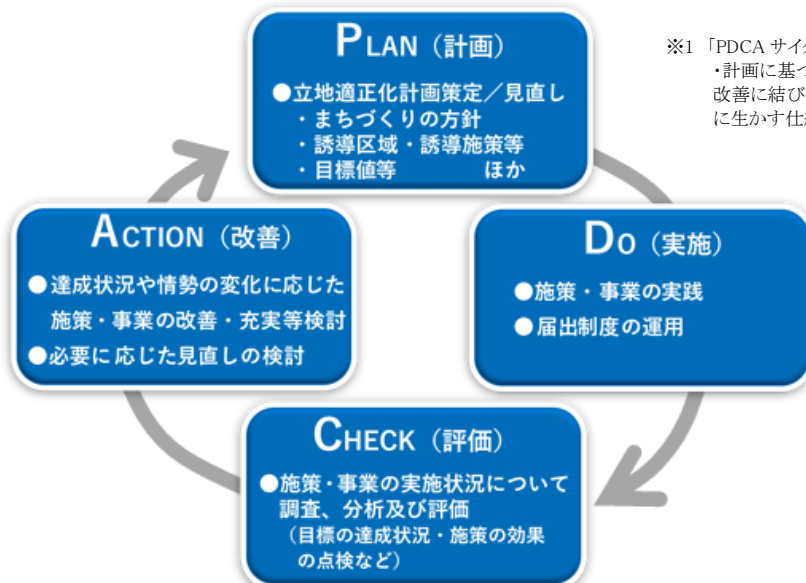 PLAN（計画）
●立地適正化計画策定／見直し
・まちづくりの方針
・誘導区域・誘導施策等
・目標値等 ほか
※1 「PDCA サイ
・計画に基づ
改善に結び
に生かす仕
ACTION（改善）
●達成状況や情勢の変化に応じた
施策・事業の改善・充実等検討
●必要に応じた見直しの検討
DO（実施）
●施策・事業の実践
●届出制度の運用
CHECK（評価）
●施策・事業の実施状況について
調査、分析及び評価
（目標の達成状況・施策の効果
の点検など）